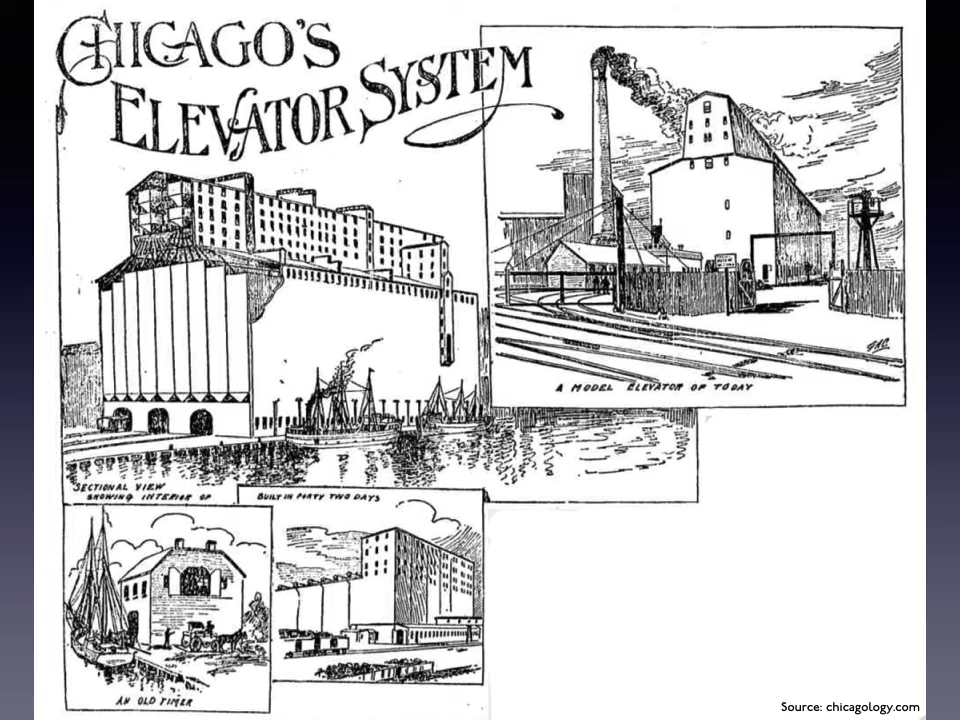 CHICAGO'S
ELEVATOR SYSTEM
A MODEL ELEVATOR OF TODAY
SECTIONAL VIEW
SHOWING INTERIOR OF
BUILT IN FORTY TWO DAYS
AN OLD TIMER
Source: chicagology.com